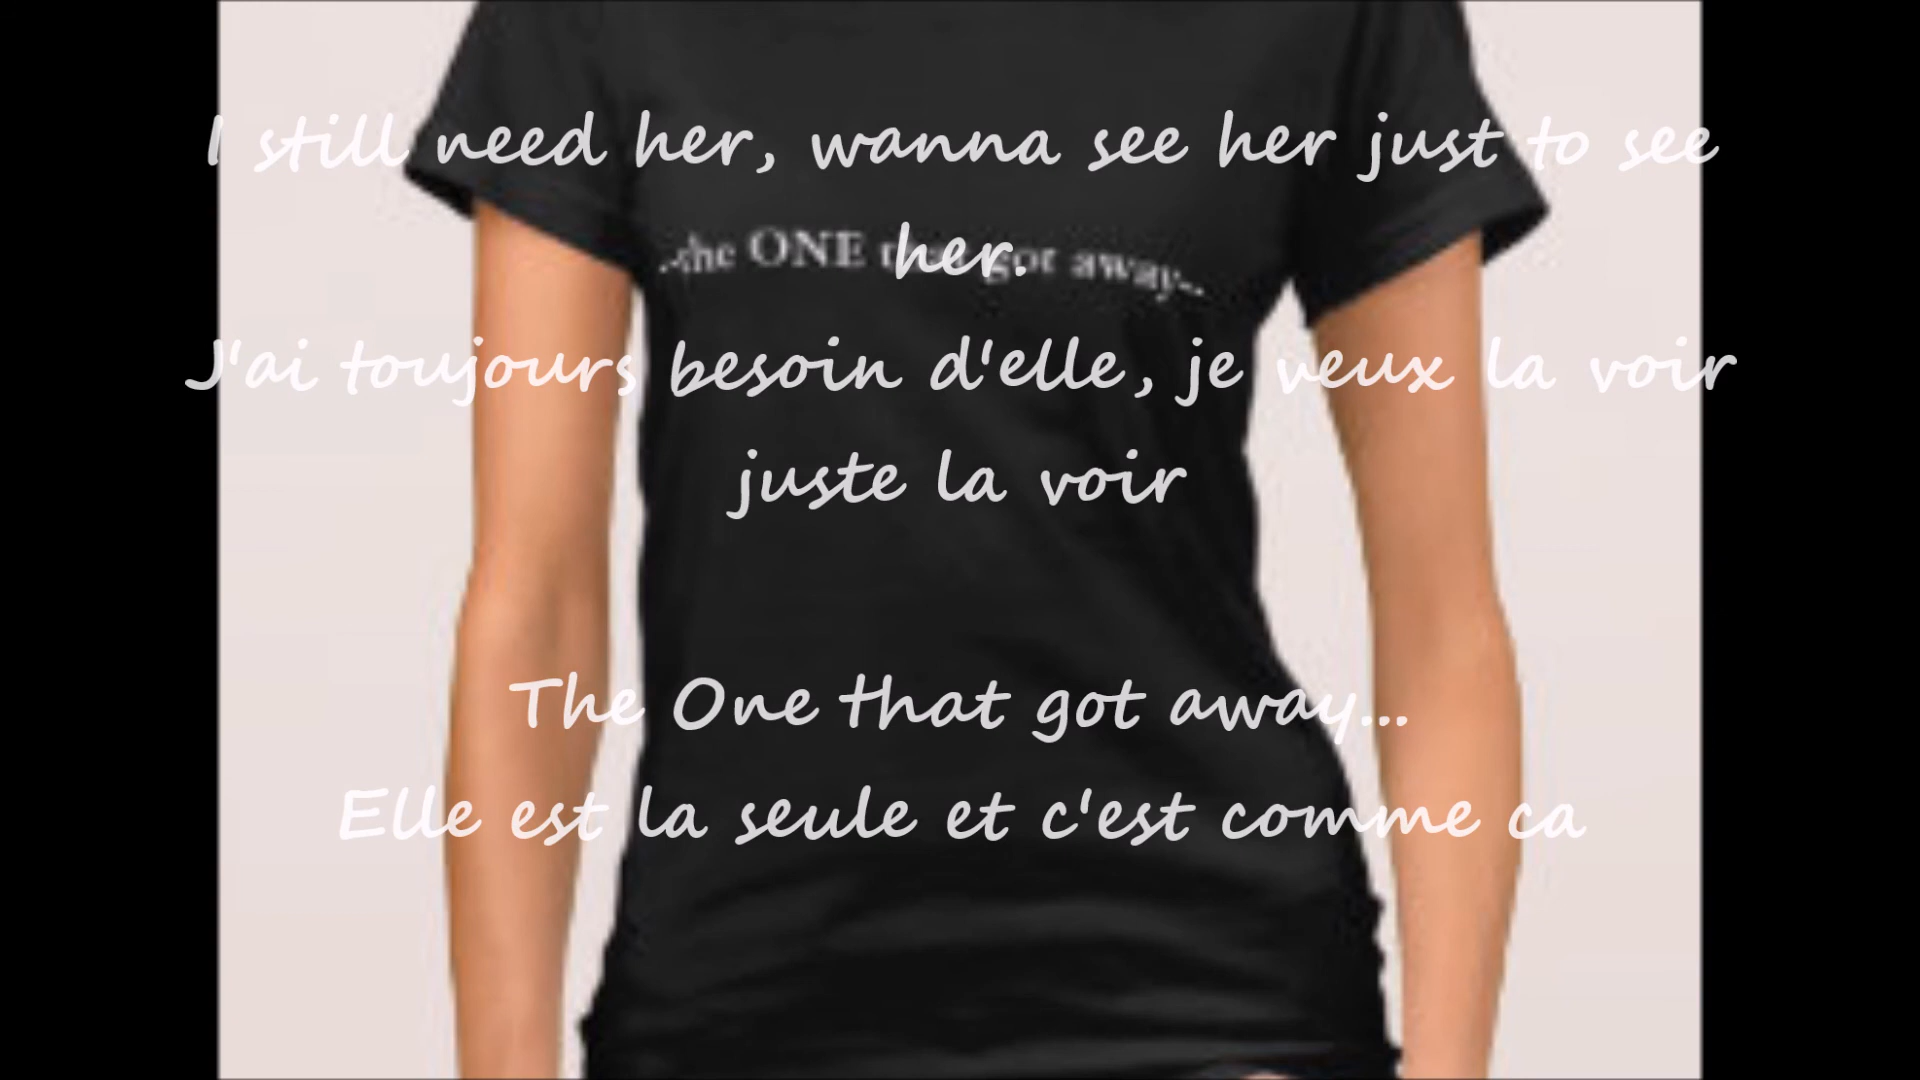 I still need her, wanna see her just to see
her.
..the ONE that got away...
J'ai toujours besoin d'elle, je veux la voir
juste la voir
The One that got away...
Elle est la seule et c'est comme ca